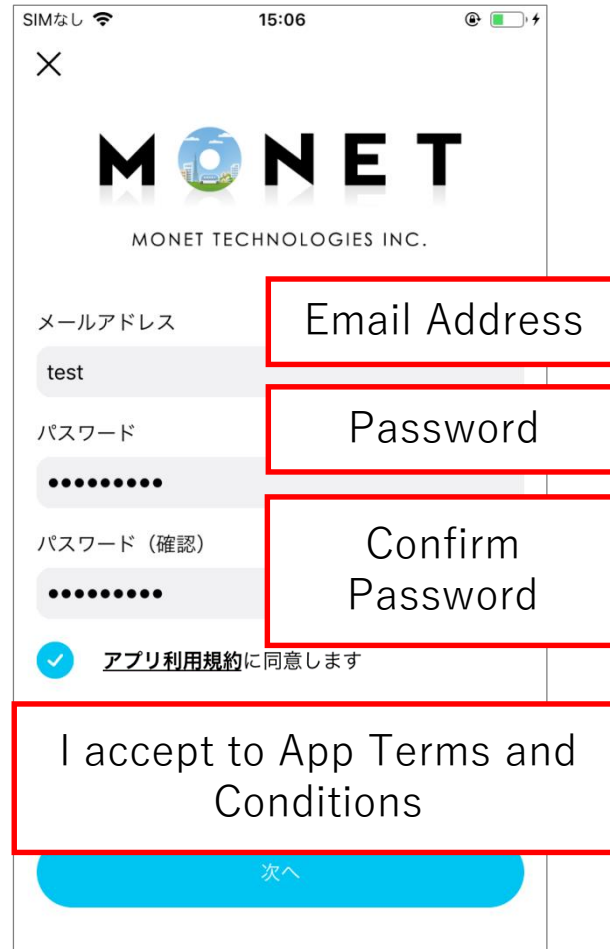 SIMなし 15:06
MONET
MONET TECHNOLOGIES INC.
メールアドレス
Email Address
test
パスワード
Password
•••••••••
パスワード（確認）
Confirm
Password
•••••••••
アプリ利用規約に同意します
I accept to App Terms and
Conditions
次へ